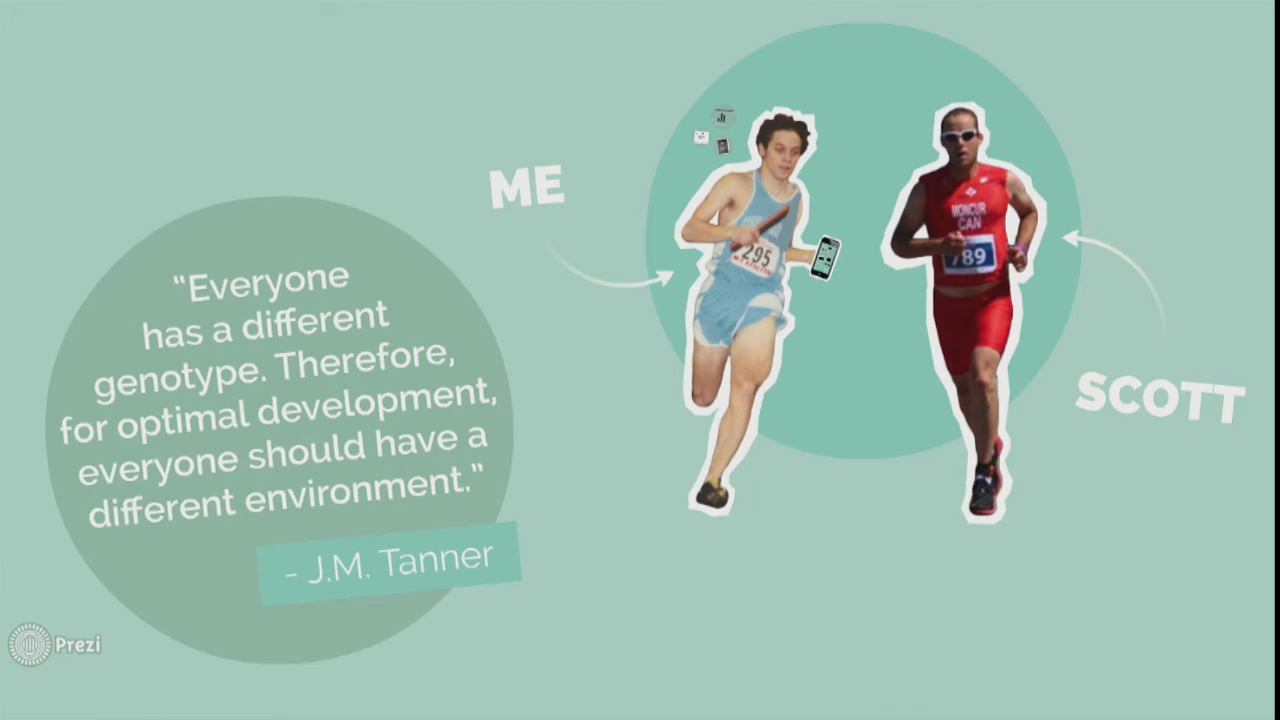 ME
SCOTT
"Everyone
has a different
genotype. Therefore,
for optimal development,
everyone should have a
different environment."
- J.M. Tanner
295
MONCUR
CAN
789
Prezi